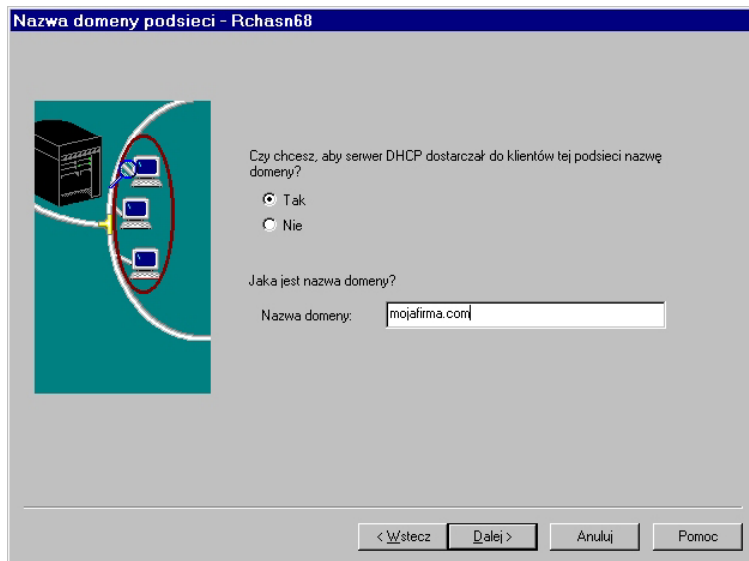 Nazwa domeny podsieci - Rchasn68
Czy chcesz, aby serwer DHCP dostarczał do klientów tej podsieci nazwę
domeny?
Tak
Nie
Jaka jest nazwa domeny?
Nazwa domeny: mojafirma.com
< Wstecz Dalej > Anuluj Pomoc